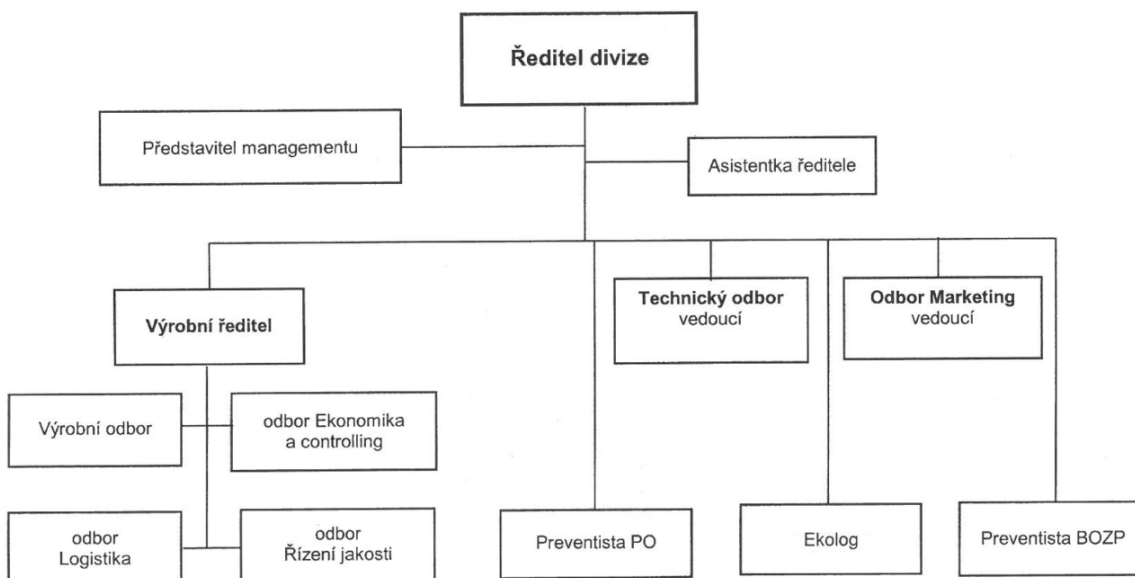 Ředitel divize
Představitel managementu
Asistentka ředitele
Výrobní ředitel
Technický odbor
vedoucí
Odbor Marketing
vedoucí
Výrobní odbor
odbor Ekonomika
a controlling
odbor
Logistika
odbor
Řízení jakosti
Preventista PO
Ekolog
Preventista BOZP